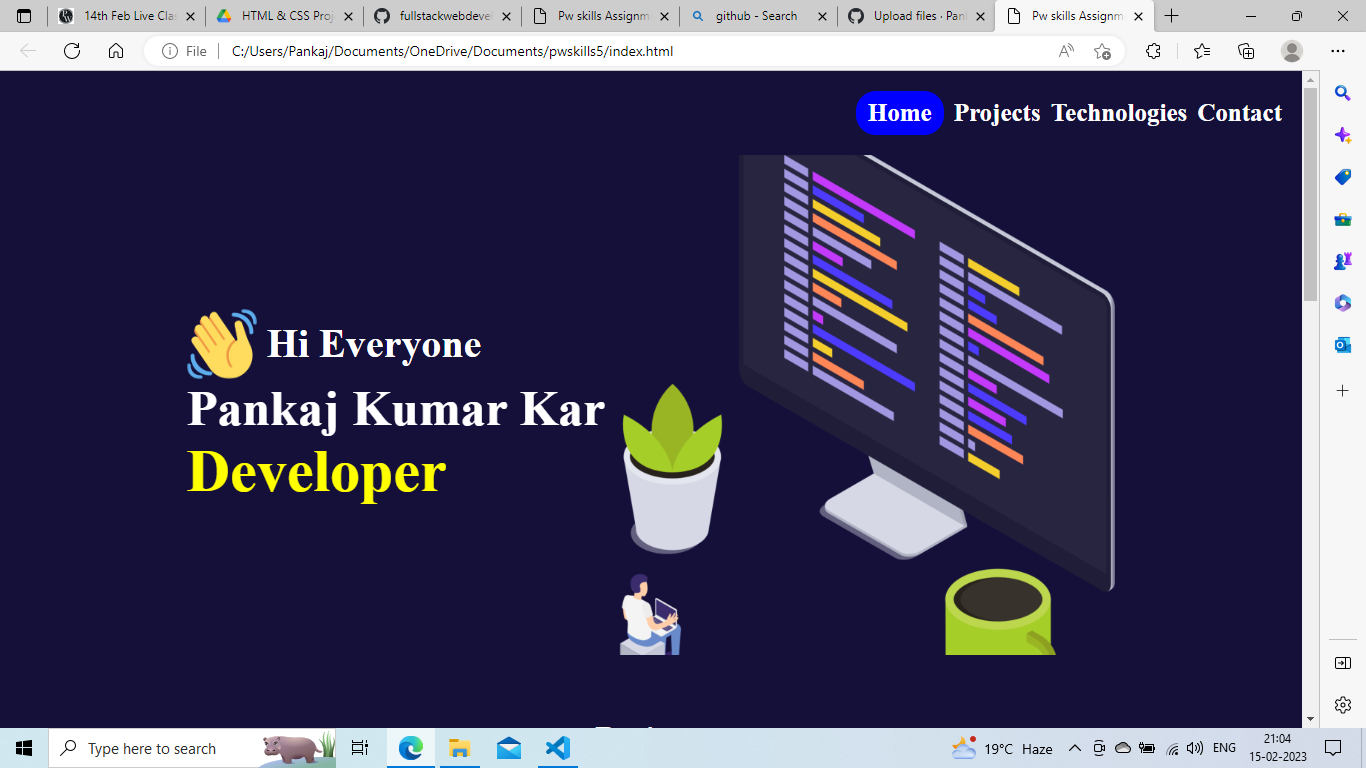 14th Feb Live Clas
HTML & CSS Proj
fullstackwebdevel
Pw skills Assignm
github - Search
Upload files · Pank
Pw skills Assignm
File
C:/Users/Pankaj/Documents/OneDrive/Documents/pwskills5/index.html
Home Projects Technologies Contact
Hi Everyone
Pankaj Kumar Kar
Developer
Type here to search
19°C Haze
ENG
21:04
15-02-2023